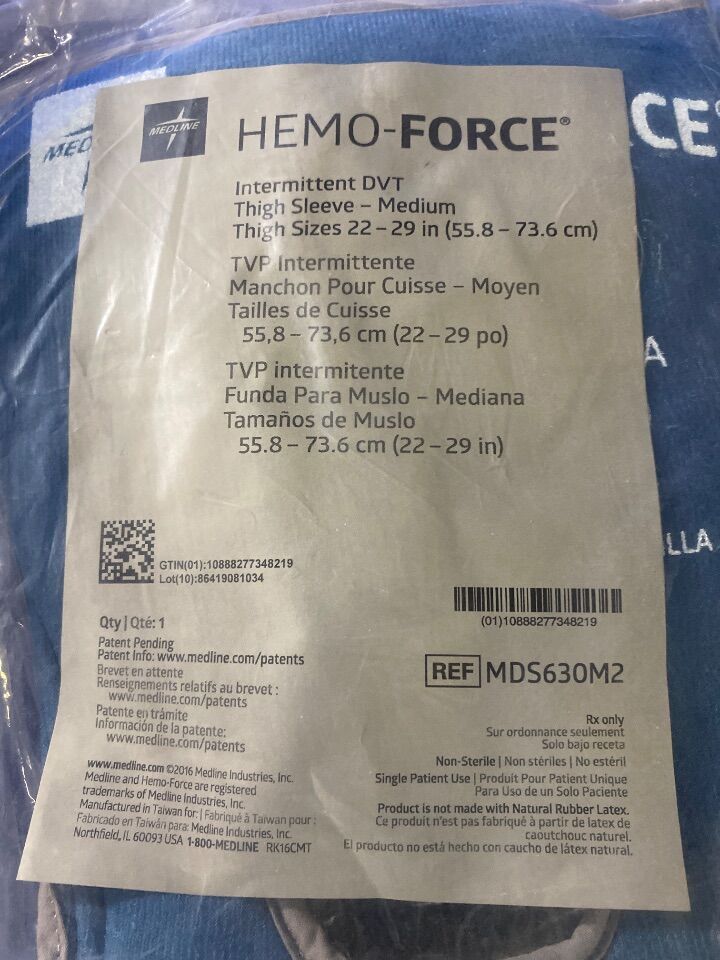 MEDLINE
HEMO-FORCE®
Intermittent DVT
Thigh Sleeve – Medium
Thigh Sizes 22 – 29 in (55.8 – 73.6 cm)
TVP Intermittente
Manchon Pour Cuisse – Moyen
Tailles de Cuisse
55,8 – 73,6 cm (22 – 29 po)
TVP intermitente
Funda Para Muslo – Mediana
Tamaños de Muslo
55.8 – 73.6 cm (22 – 29 in)
GTIN(01):10888277348219
Lot(10):86419081034
(01)10888277348219
Qty | Qté: 1
Patent Pending
Patent Info: www.medline.com/patents
Brevet en attente
Renseignements relatifs au brevet :
www.medline.com/patents
Patente en trámite
Información de la patente:
www.medline.com/patents
REF MDS630M2
Rx only
Sur ordonnance seulement
Solo bajo receta
Non-Sterile | Non stériles | No estéril
Single Patient Use | Produit Pour Patient Unique
Para Uso de un Solo Paciente
Product is not made with Natural Rubber Latex.
Ce produit n'est pas fabriqué à partir de latex de
caoutchouc naturel.
El producto no está hecho con caucho de látex natural.
www.medline.com ©2016 Medline Industries, Inc.
Medline and Hemo-Force are registered
trademarks of Medline Industries, Inc.
Manufactured in Taiwan for: | Fabriqué à Taïwan pour :
Fabricado en Taiwán para: Medline Industries, Inc.
Northfield, IL 60093 USA 1-800-MEDLINE RK16CMT
MED
CE
A
LLA